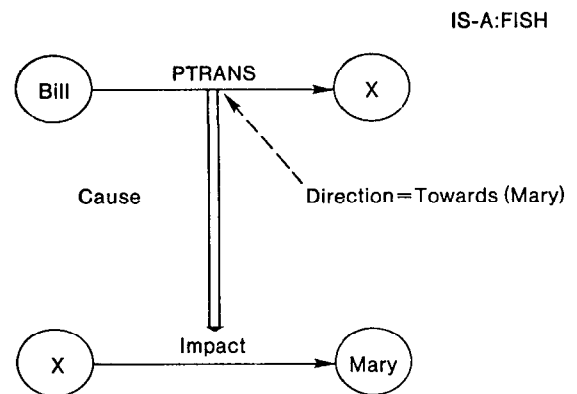 IS-A:FISH
PTRANS
Bill
X
Cause
Direction=Towards (Mary)
Impact
X
Mary